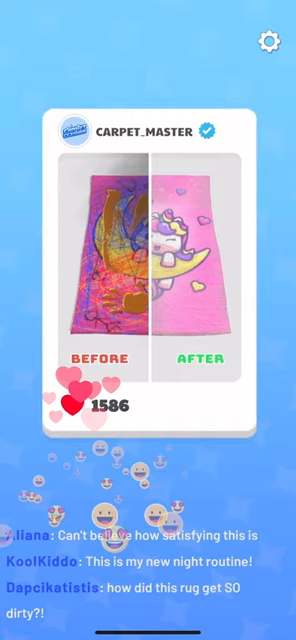 CARPET_MASTER
BEFORE
AFTER
1586
Aliana: Can't believe how satisfying this is
KoolKiddo: This is my new night routine!
Dapcikatistis: how did this rug get SO
dirty?!